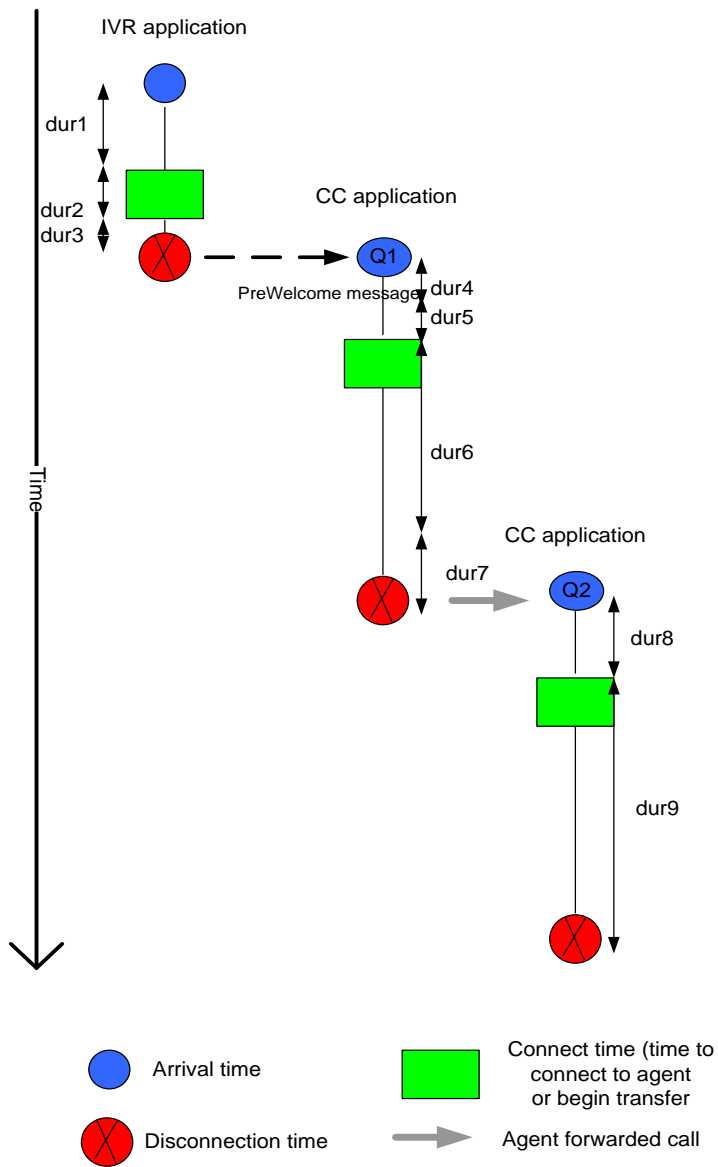 IVR application
dur1
dur2
dur3
CC application
Q1
PreWelcome message
dur4
dur5
dur6
Time
CC application
dur7
Q2
dur8
dur9
Arrival time
Connect time (time to
connect to agent
or begin transfer
Disconnection time
Agent forwarded call